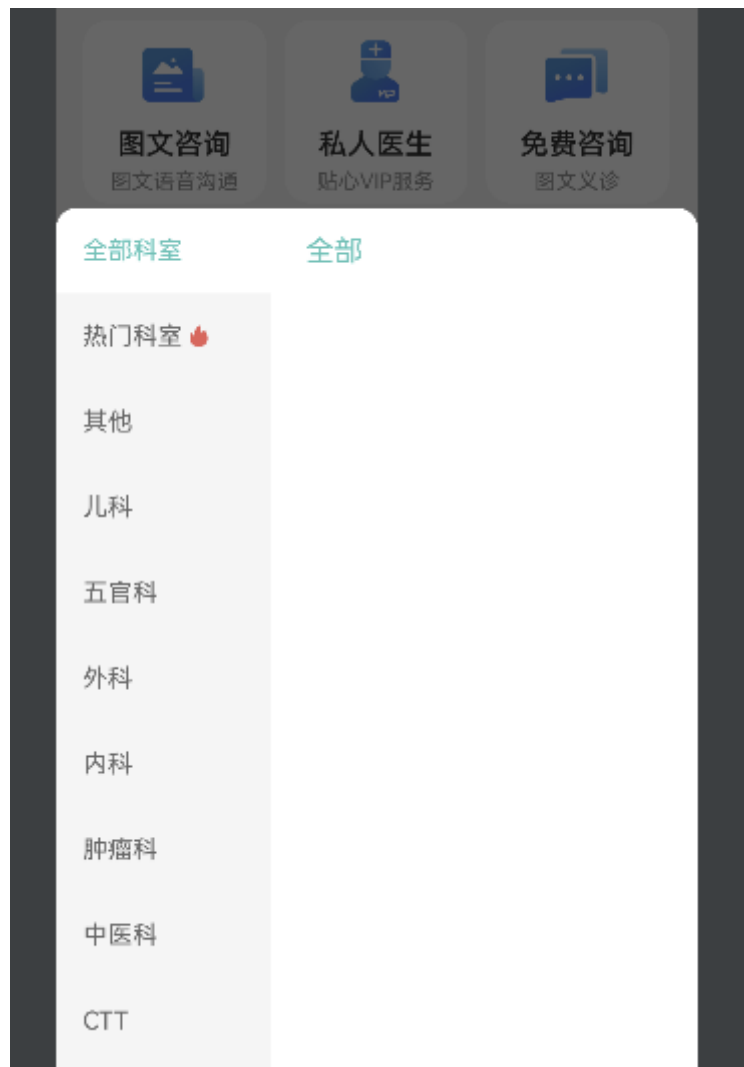 图文咨询
私人医生
免费咨询
图文语音沟通
贴心VIP服务
图文义诊
全部科室
全部
热门科室
其他
儿科
五官科
外科
内科
肿瘤科
中医科
CTT